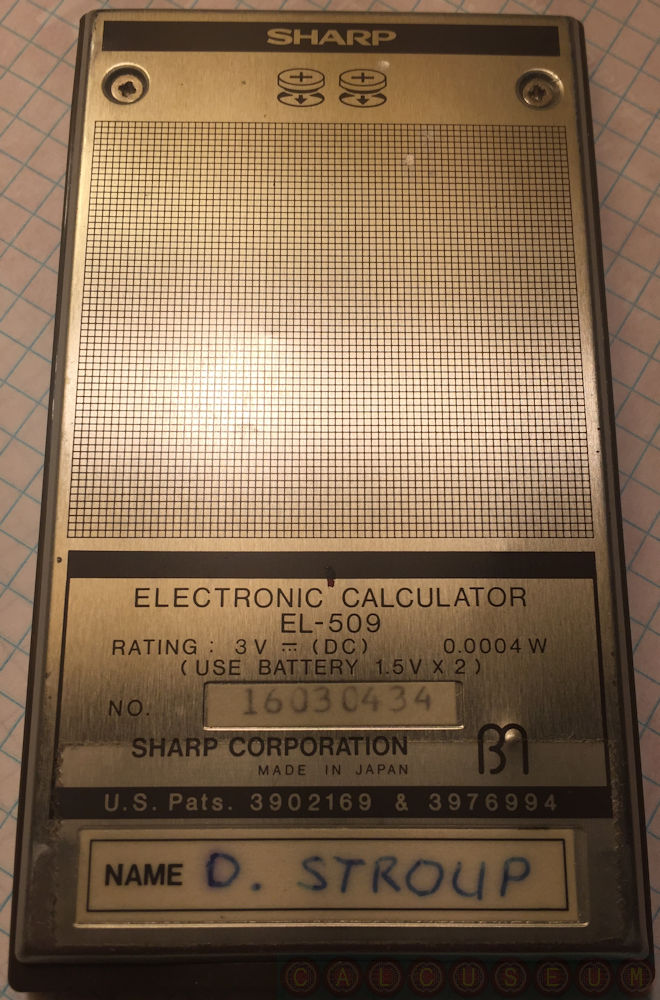 SHARP
ELECTRONIC CALCULATOR
EL-509
RATING : 3V ⎓ (DC) 0.0004W
(USE BATTERY 1.5V X 2)
NO. 16030434
SHARP CORPORATION
MADE IN JAPAN
U.S. Pats. 3902169 & 3976994
NAME D. STROUP
CALCUSEUM